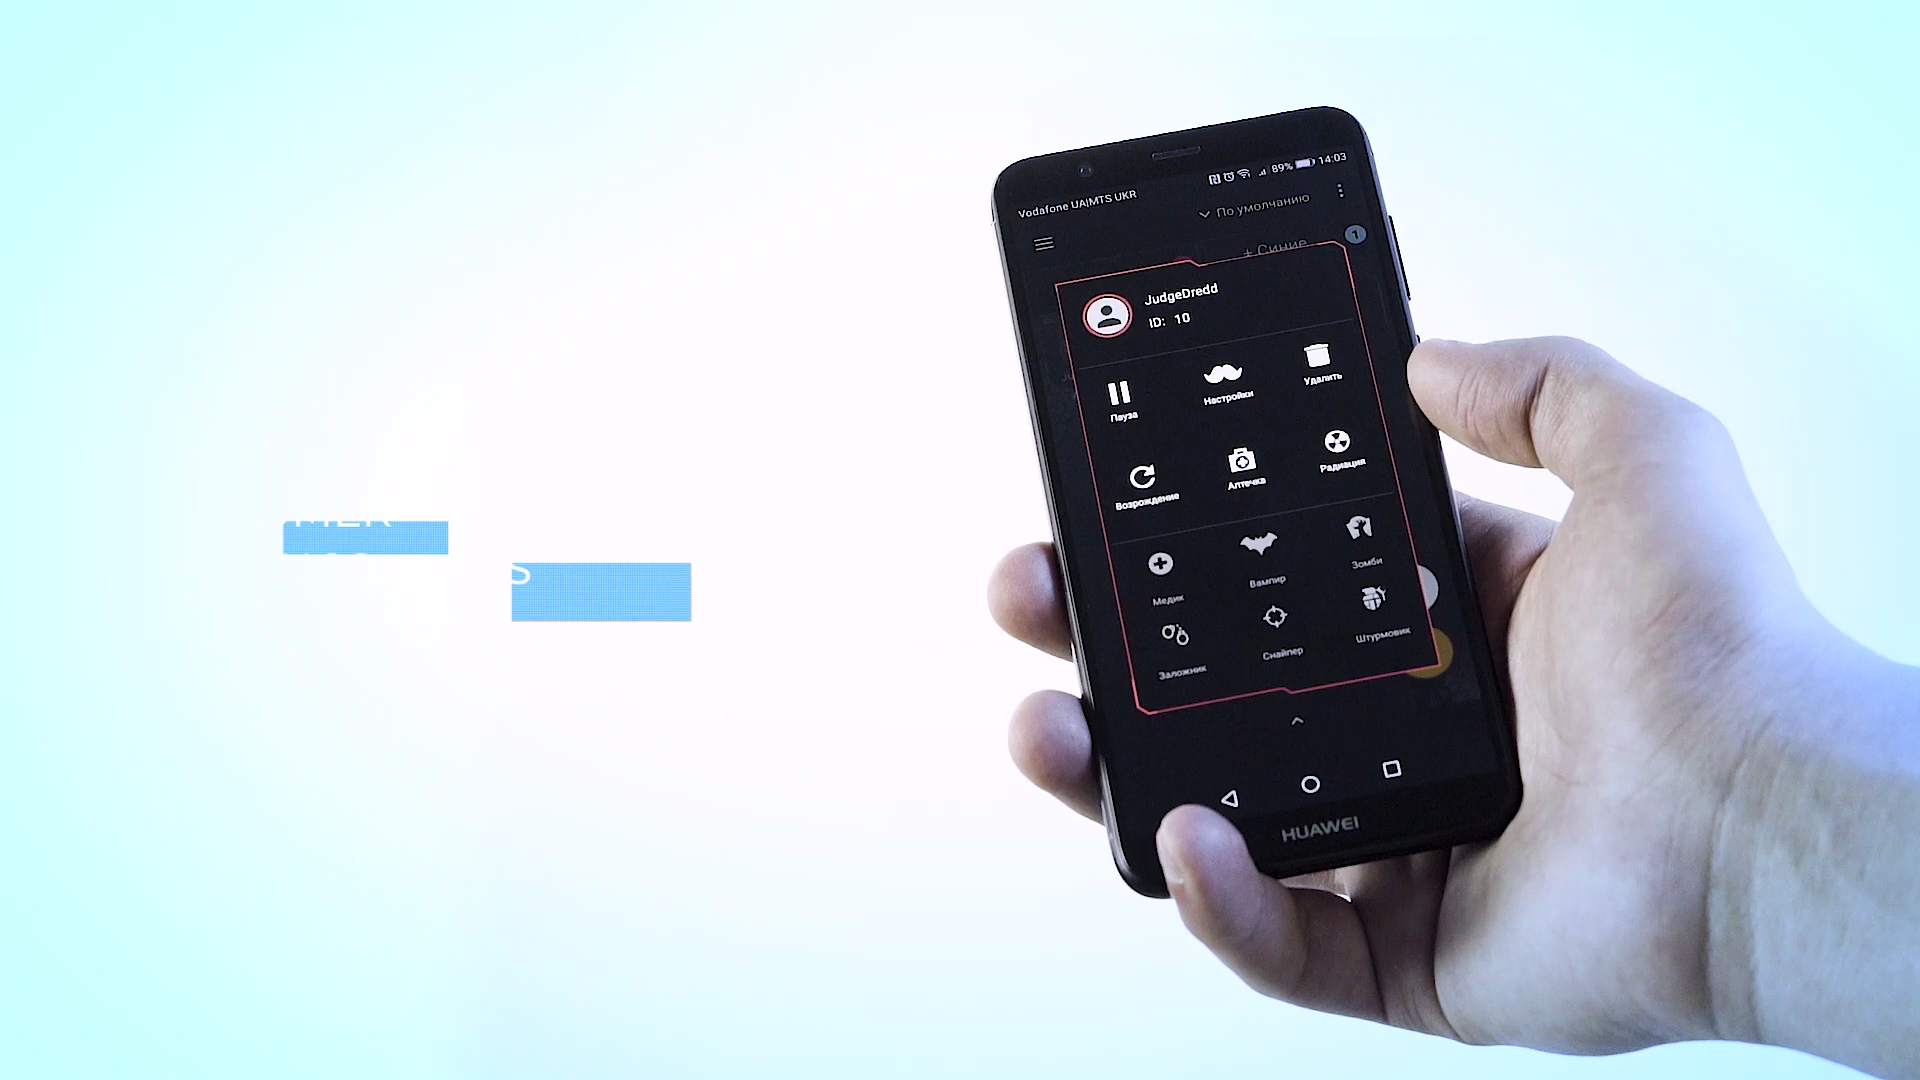 Vodafone UA|MTS UKR
89% 14:03
По умолчанию
+ Синие
1
JudgeDredd
ID: 10
Пауза
Настройки
Удалить
Возрождение
Аптечка
Радиация
Медик
Вампир
Зомби
Заложник
Снайпер
Штурмовик
HUAWEI
S